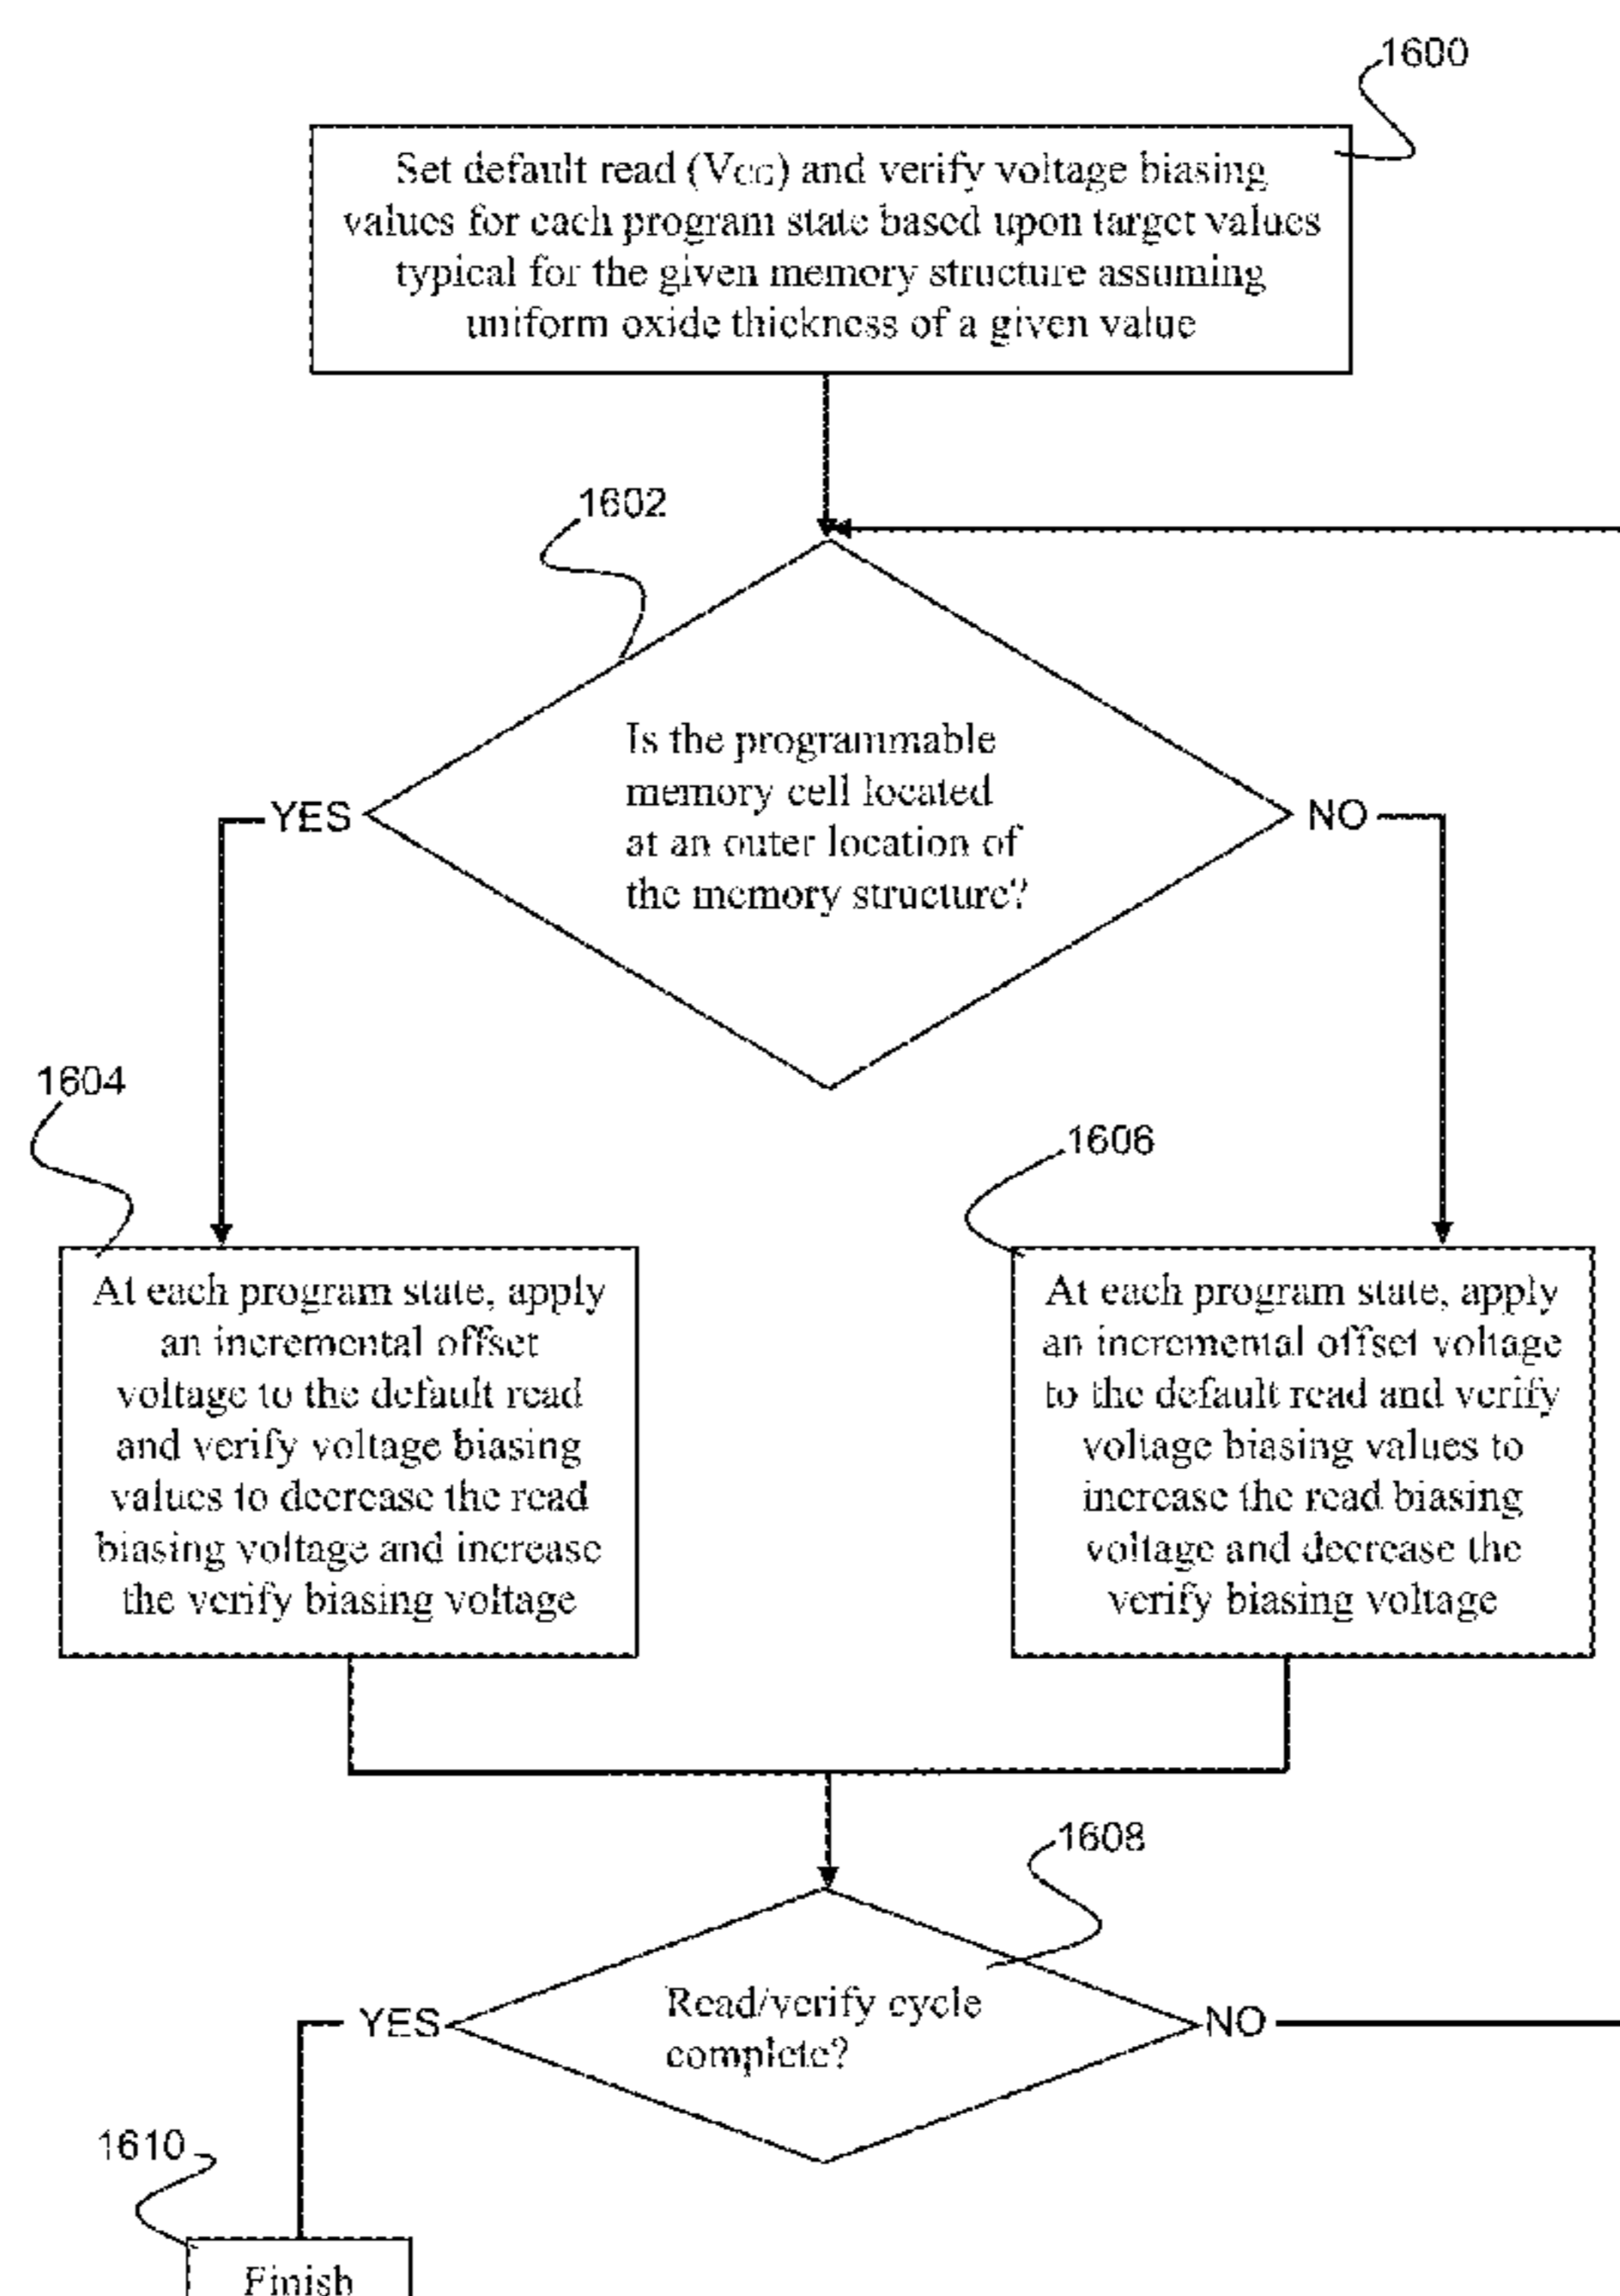 1600
Set default read (VCG) and verify voltage biasing
values for each program state based upon target values
typical for the given memory structure assuming
uniform oxide thickness of a given value
1602
Is the programmable
memory cell located
at an outer location of
the memory structure?
YES
NO
1604
At each program state, apply
an incremental offset
voltage to the default read
and verify voltage biasing
values to decrease the read
biasing voltage and increase
the verify biasing voltage
1606
At each program state, apply
an incremental offset voltage
to the default read and verify
voltage biasing values to
increase the read biasing
voltage and decrease the
verify biasing voltage
1608
Read/verify cycle
complete?
YES
NO
1610
Finish